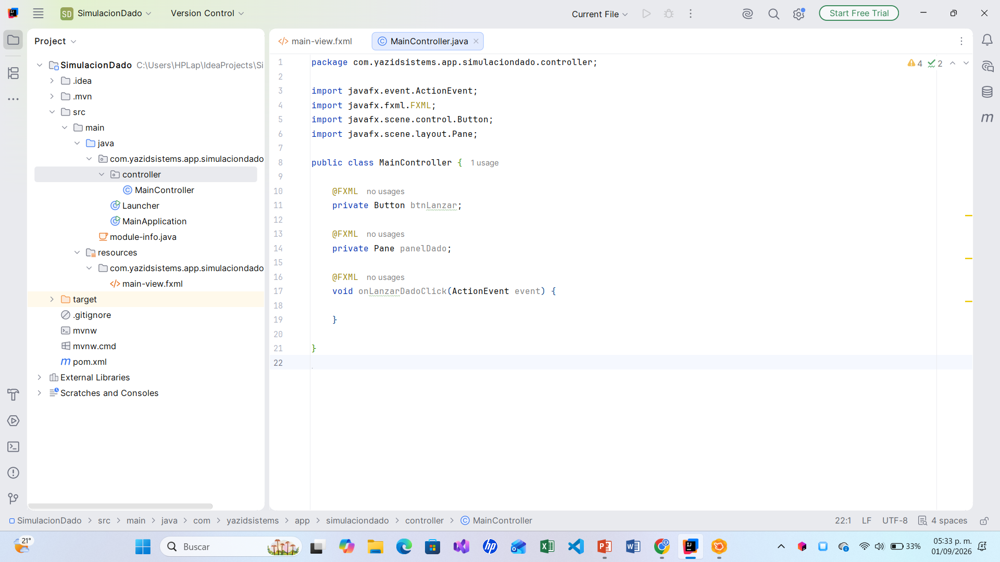 SD SimulacionDado Version Control Current File Start Free Trial
Project
main-view.fxml MainController.java
SimulacionDado C:\Users\HPLap\IdeaProjects\Si
.idea
.mvn
src
main
java
com.yazidsistems.app.simulaciondado
controller
MainController
Launcher
MainApplication
module-info.java
resources
com.yazidsistems.app.simulaciondado
main-view.fxml
target
.gitignore
mvnw
mvnw.cmd
pom.xml
External Libraries
Scratches and Consoles
4 2
1 package com.yazidsistems.app.simulaciondado.controller;
2
3 import javafx.event.ActionEvent;
4 import javafx.fxml.FXML;
5 import javafx.scene.control.Button;
6 import javafx.scene.layout.Pane;
7
8 public class MainController { 1 usage
9
10 @FXML no usages
11 private Button btnLanzar;
12
13 @FXML no usages
14 private Pane panelDado;
15
16 @FXML no usages
17 void onLanzarDadoClick(ActionEvent event) {
18
19 }
20
21 }
22
m
SimulacionDado > src > main > java > com > yazidsistems > app > simulaciondado > controller > MainController 22:1 LF UTF-8 4 spaces
21° Buscar 33% 05:33 p. m.
01/09/2026